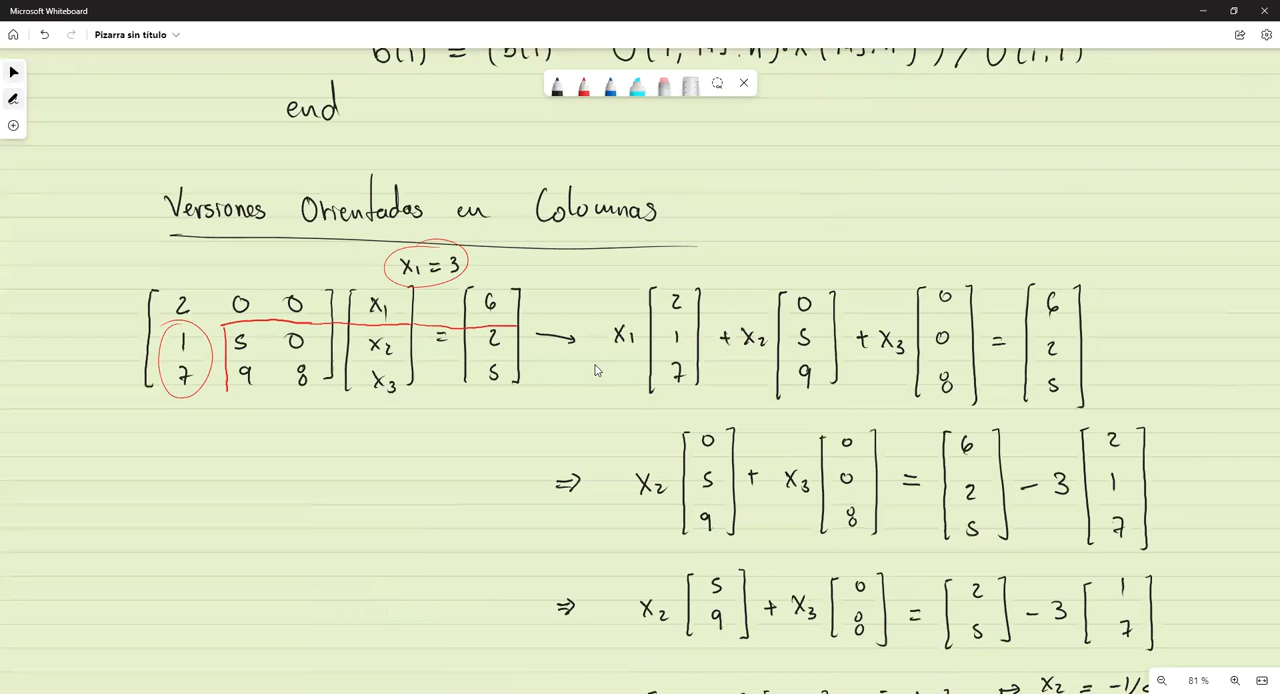 Microsoft Whiteboard
Pizarra sin título
end
Versiones Orientadas en Columnas
x₁ = 3
[2 0 0; 1 5 0; 7 9 8] [x₁; x₂; x₃] = [6; 2; 5] → x₁ [2; 1; 7] + x₂ [0; 5; 9] + x₃ [0; 0; 8] = [6; 2; 5]
⇒ x₂ [0; 5; 9] + x₃ [0; 0; 8] = [6; 2; 5] − 3 [2; 1; 7]
⇒ x₂ [5; 9] + x₃ [0; 8] = [2; 5] − 3 [1; 7]
x₂ = -1/
81 %